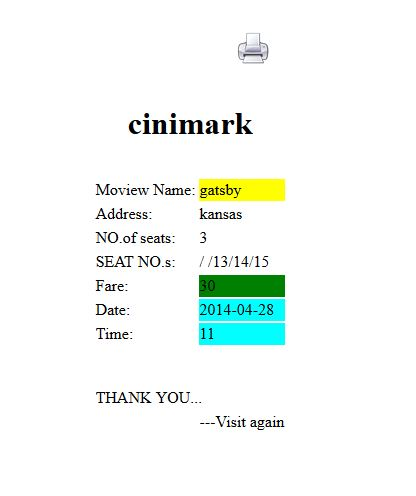 cinimark
Moview Name: gatsby
Address: kansas
NO.of seats: 3
SEAT NO.s: / /13/14/15
Fare: 30
Date: 2014-04-28
Time: 11
THANK YOU...
---Visit again